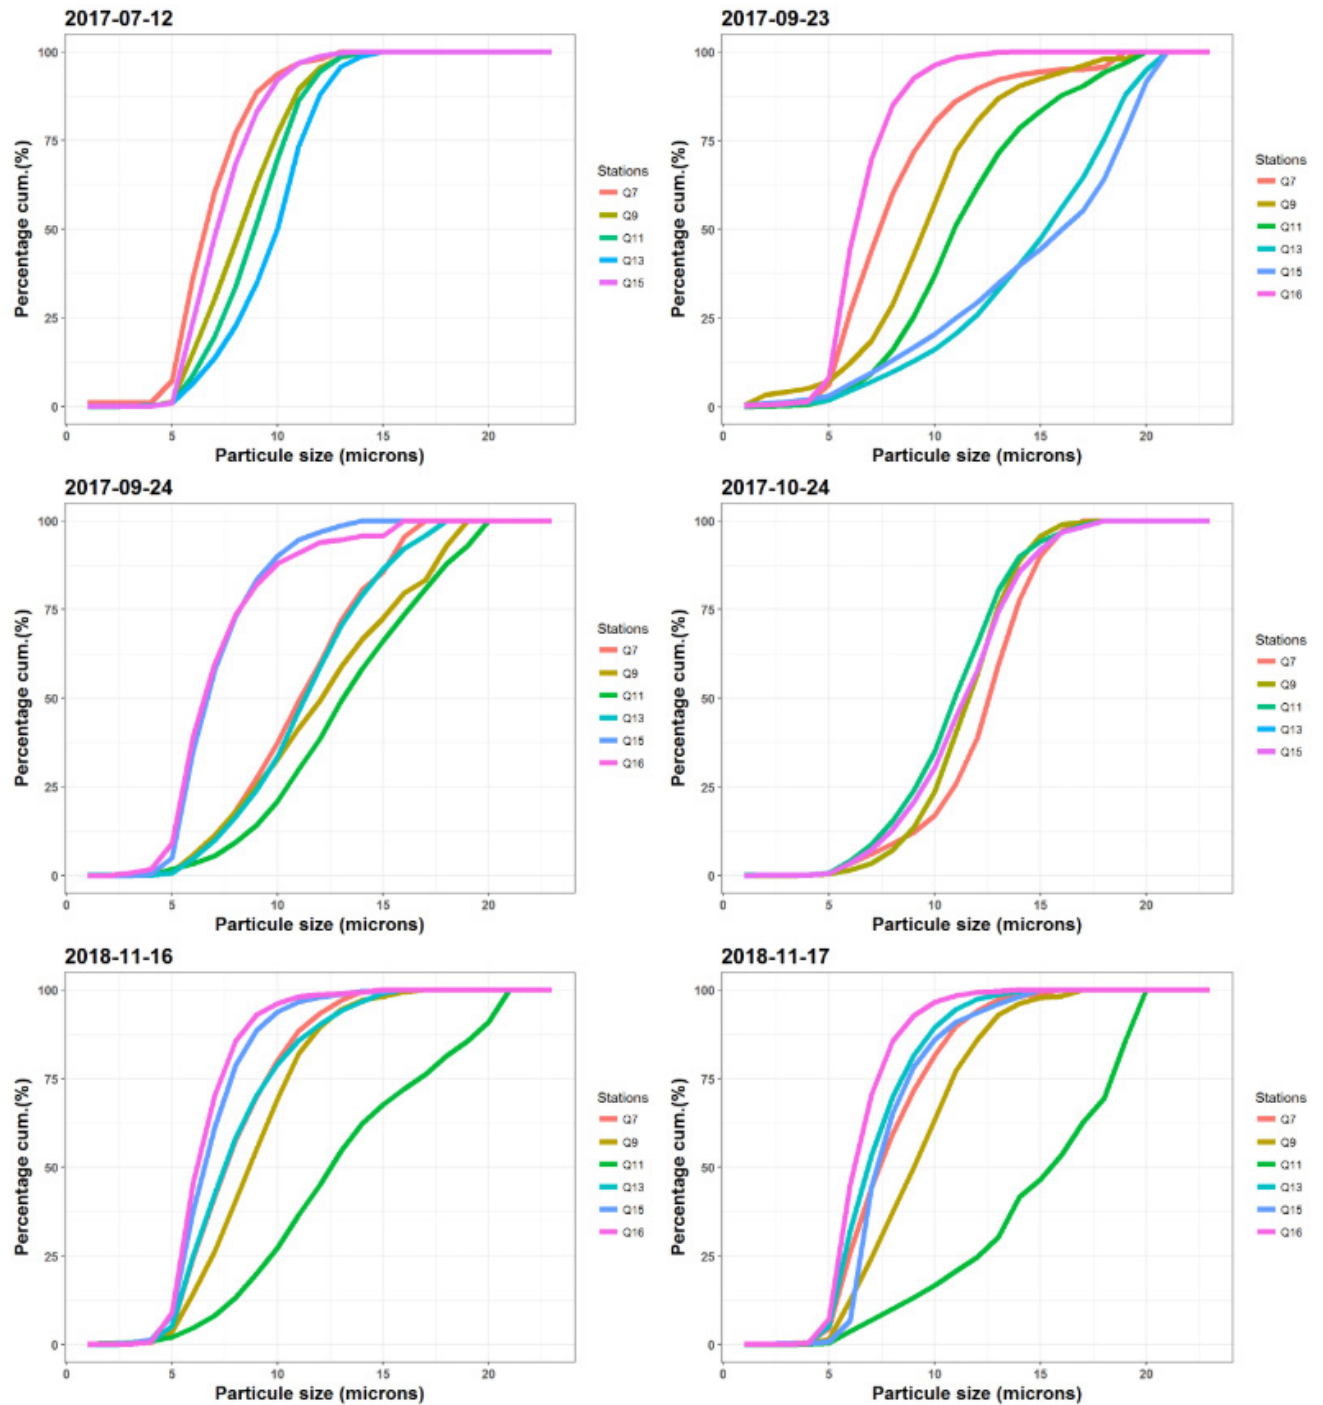 2017-07-12
Percentage cum.(%)
100
75
50
25
0
0 5 10 15 20
Particule size (microns)
Stations
Q7
Q9
Q11
Q13
Q15
2017-09-23
Percentage cum.(%)
100
75
50
25
0
0 5 10 15 20
Particule size (microns)
Stations
Q7
Q9
Q11
Q13
Q15
Q16
2017-09-24
Percentage cum.(%)
100
75
50
25
0
0 5 10 15 20
Particule size (microns)
Stations
Q7
Q9
Q11
Q13
Q15
Q16
2017-10-24
Percentage cum.(%)
100
75
50
25
0
0 5 10 15 20
Particule size (microns)
Stations
Q7
Q9
Q11
Q13
Q15
2018-11-16
Percentage cum.(%)
100
75
50
25
0
0 5 10 15 20
Particule size (microns)
Stations
Q7
Q9
Q11
Q13
Q15
Q16
2018-11-17
Percentage cum.(%)
100
75
50
25
0
0 5 10 15 20
Particule size (microns)
Stations
Q7
Q9
Q11
Q13
Q15
Q16